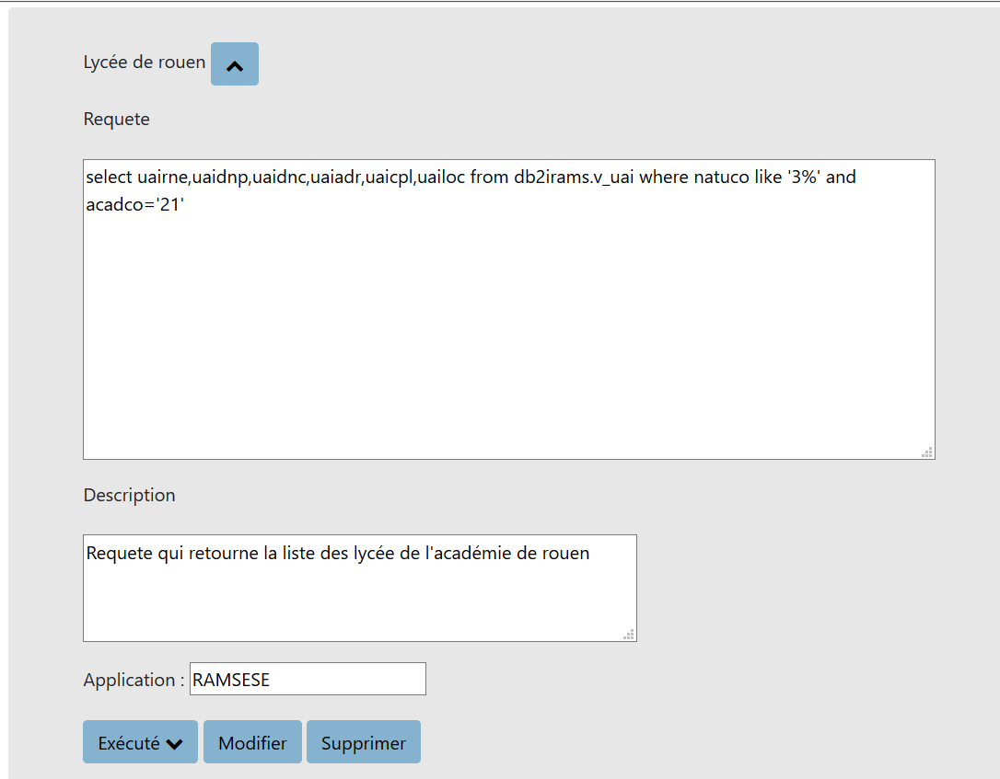 Lycée de rouen
Requete
select uairne,uaidnp,uaidnc,uaiadr,uaicpl,uailoc from db2irams.v_uai where natuco like '3%' and
acadco='21'
Description
Requete qui retourne la liste des lycée de l'académie de rouen
Application : RAMSESE
Exécuté Modifier Supprimer